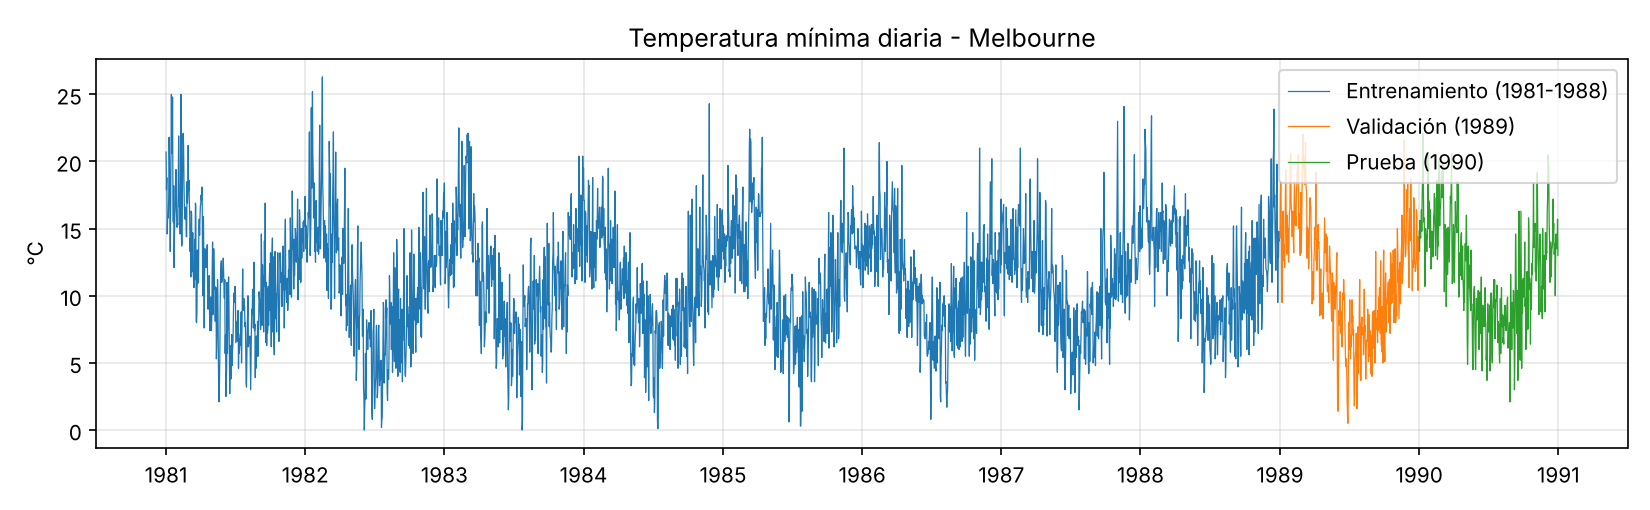 Temperatura mínima diaria - Melbourne
°C
25
20
15
10
5
0
Entrenamiento (1981-1988)
Validación (1989)
Prueba (1990)
1981 1982 1983 1984 1985 1986 1987 1988 1989 1990 1991